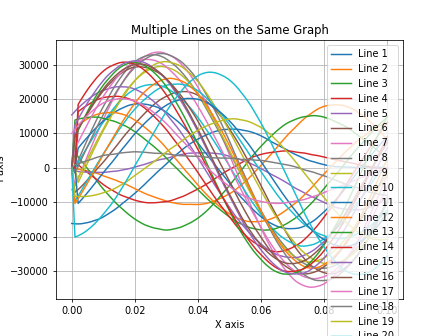 Multiple Lines on the Same Graph
30000
20000
10000
0
−10000
−20000
−30000
0.00
0.02
0.04
0.06
X axis
Line 1
Line 2
Line 3
Line 4
Line 5
Line 6
Line 7
Line 8
Line 9
Line 10
Line 11
Line 12
Line 13
Line 14
Line 15
Line 16
Line 17
Line 18
Line 19
Line 20